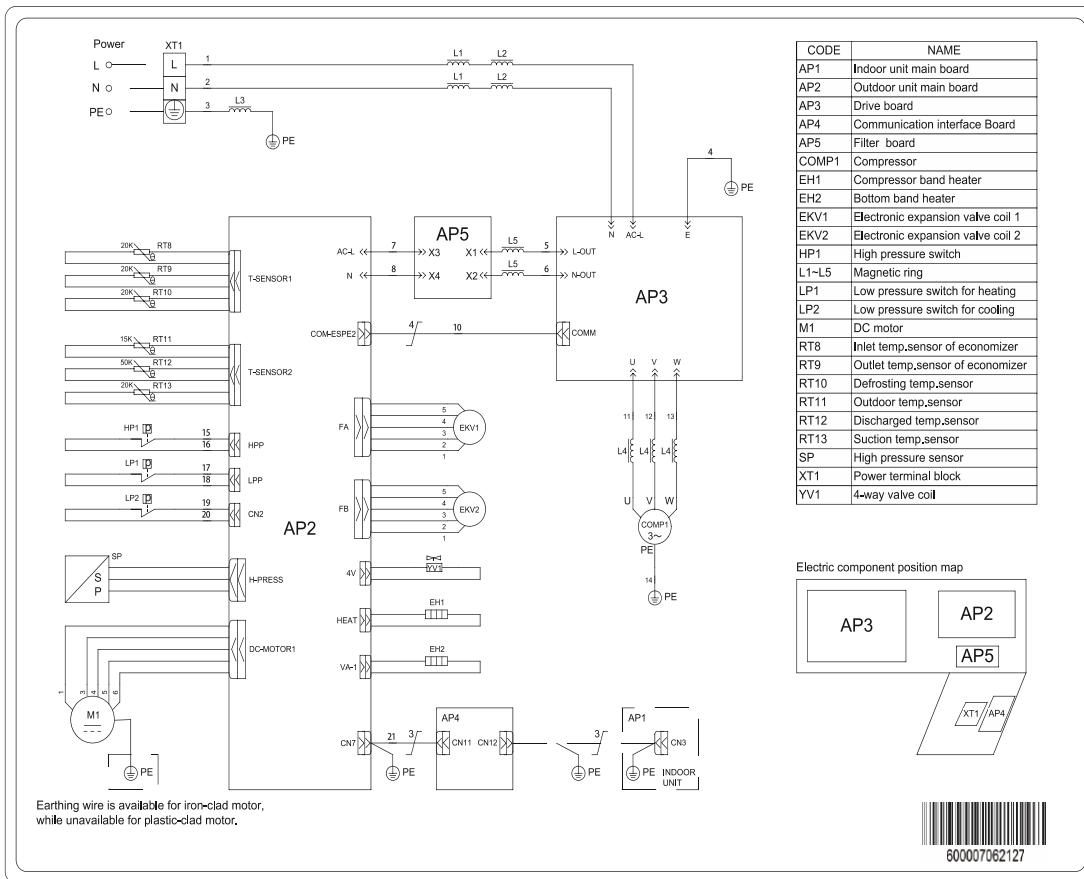 Power
XT1
L
L
1
L1
L2
N
N
2
L1
L2
PE
3
L3
PE
4
PE
N
AC-L
E
AP5
AC-L
7
X3
X1
L5
5
L-OUT
N
8
X4
X2
L5
6
N-OUT
AP3
COM-ESPE2
4
10
COMM
U
V
W
11
12
13
L4
L4
L4
U
V
W
COMP1
3~
PE
14
PE
20K
RT8
20K
RT9
20K
RT10
T-SENSOR1
15K
RT11
50K
RT12
20K
RT13
T-SENSOR2
HP1
P
15
16
HPP
LP1
P
17
18
LPP
LP2
P
19
20
CN2
AP2
FA
5
4
3
2
1
EKV1
FB
5
4
3
2
1
EKV2
SP
S
P
H-PRESS
4V
YV1
HEAT
EH1
VA-1
EH2
DC-MOTOR1
1
3
4
5
6
M1
PE
CN7
21
3
PE
AP4
CN11
CN12
3
PE
AP1
CN3
PE
INDOOR
UNIT
Earthing wire is available for iron-clad motor,
while unavailable for plastic-clad motor.
CODE NAME
AP1 Indoor unit main board
AP2 Outdoor unit main board
AP3 Drive board
AP4 Communication interface Board
AP5 Filter board
COMP1 Compressor
EH1 Compressor band heater
EH2 Bottom band heater
EKV1 Electronic expansion valve coil 1
EKV2 Electronic expansion valve coil 2
HP1 High pressure switch
L1~L5 Magnetic ring
LP1 Low pressure switch for heating
LP2 Low pressure switch for cooling
M1 DC motor
RT8 Inlet temp.sensor of economizer
RT9 Outlet temp.sensor of economizer
RT10 Defrosting temp.sensor
RT11 Outdoor temp.sensor
RT12 Discharged temp.sensor
RT13 Suction temp.sensor
SP High pressure sensor
XT1 Power terminal block
YV1 4-way valve coil
Electric component position map
AP3
AP2
AP5
XT1
AP4
600007062127